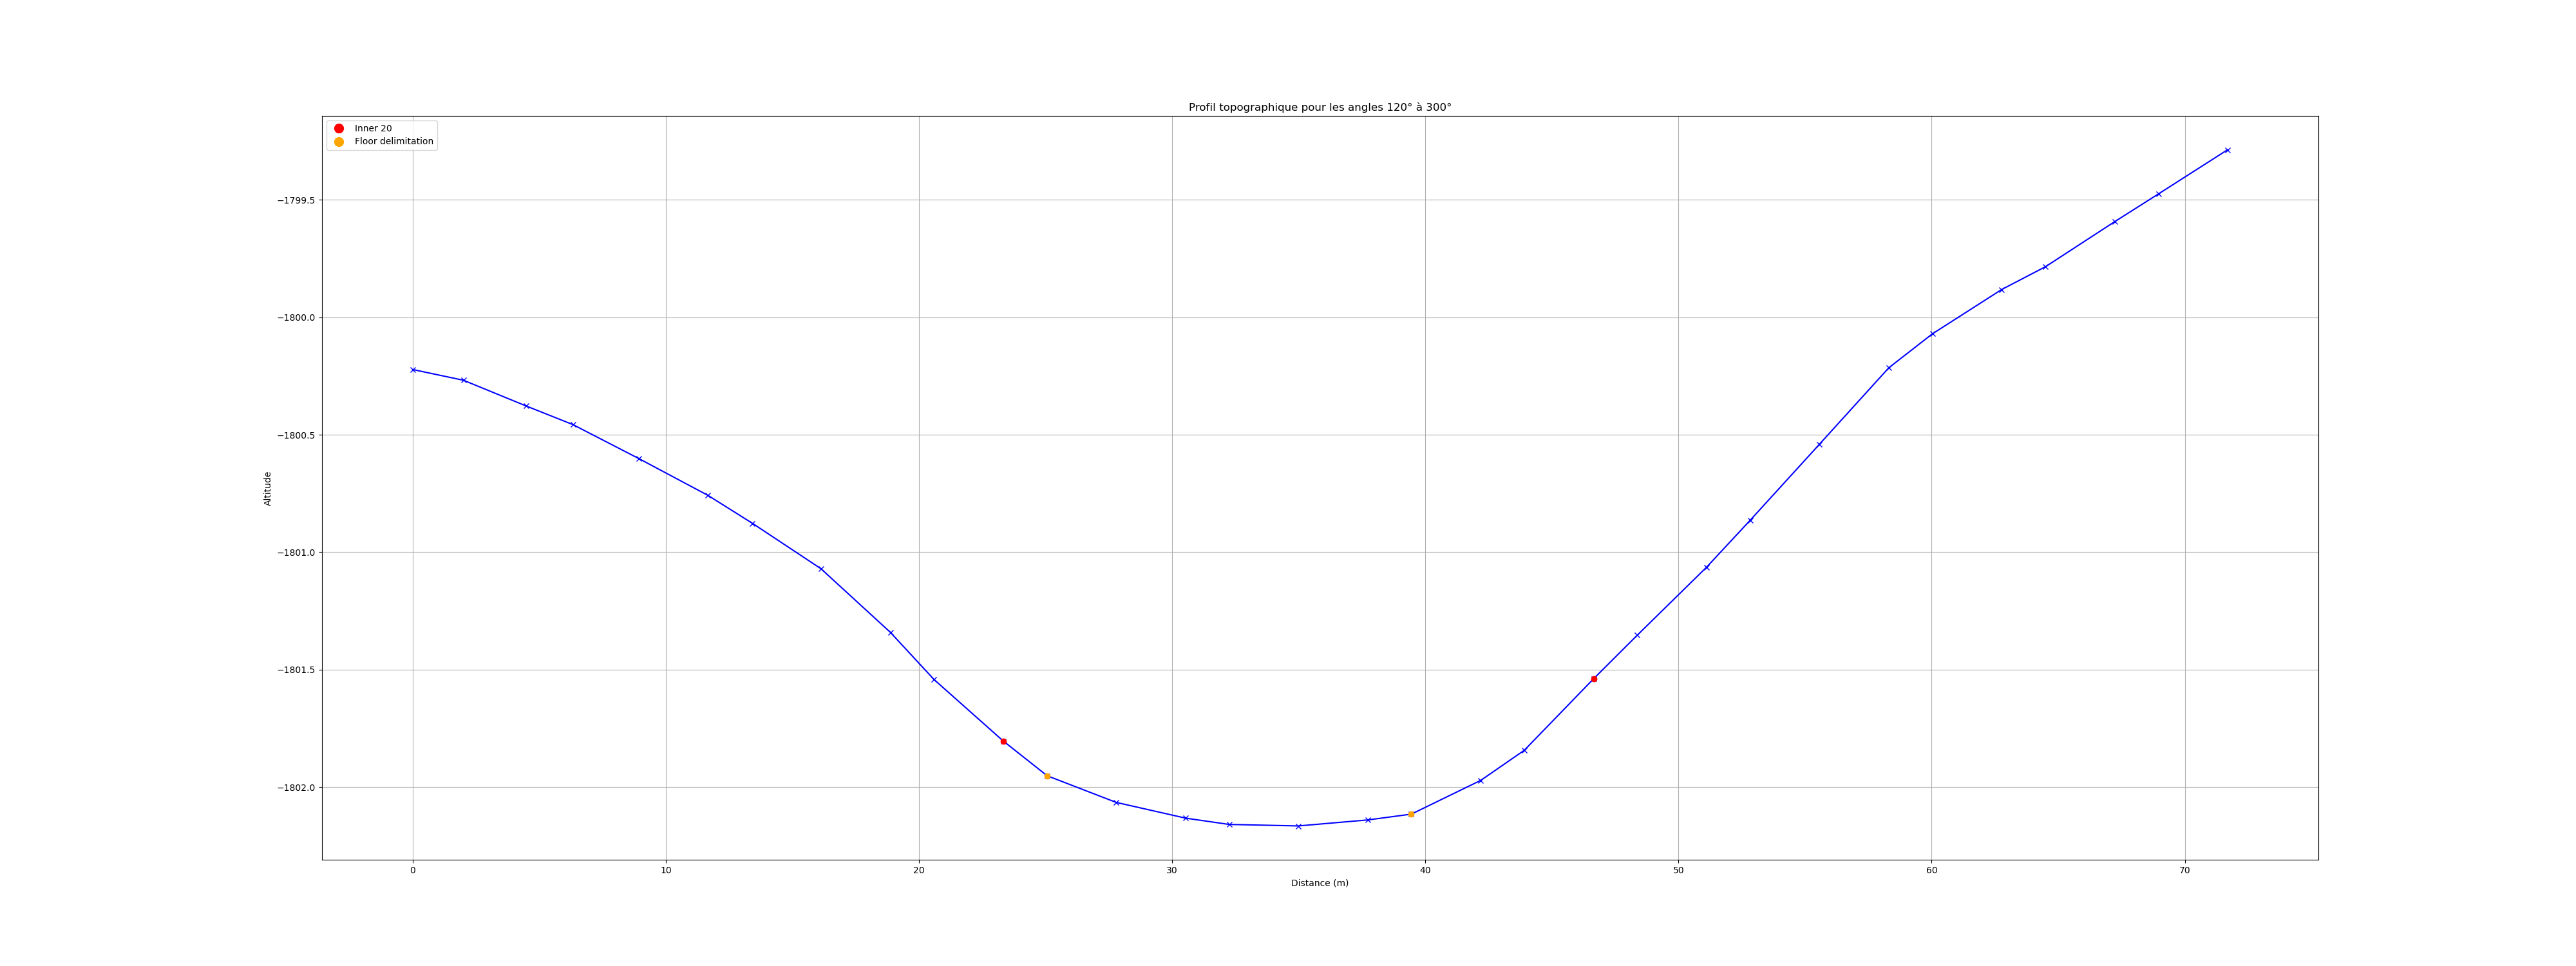 Profil topographique pour les angles 120° à 300°
Inner 20
Floor delimitation
Altitude
−1799.5
−1800.0
−1800.5
−1801.0
−1801.5
−1802.0
0 10 20 30 40 50 60 70
Distance (m)